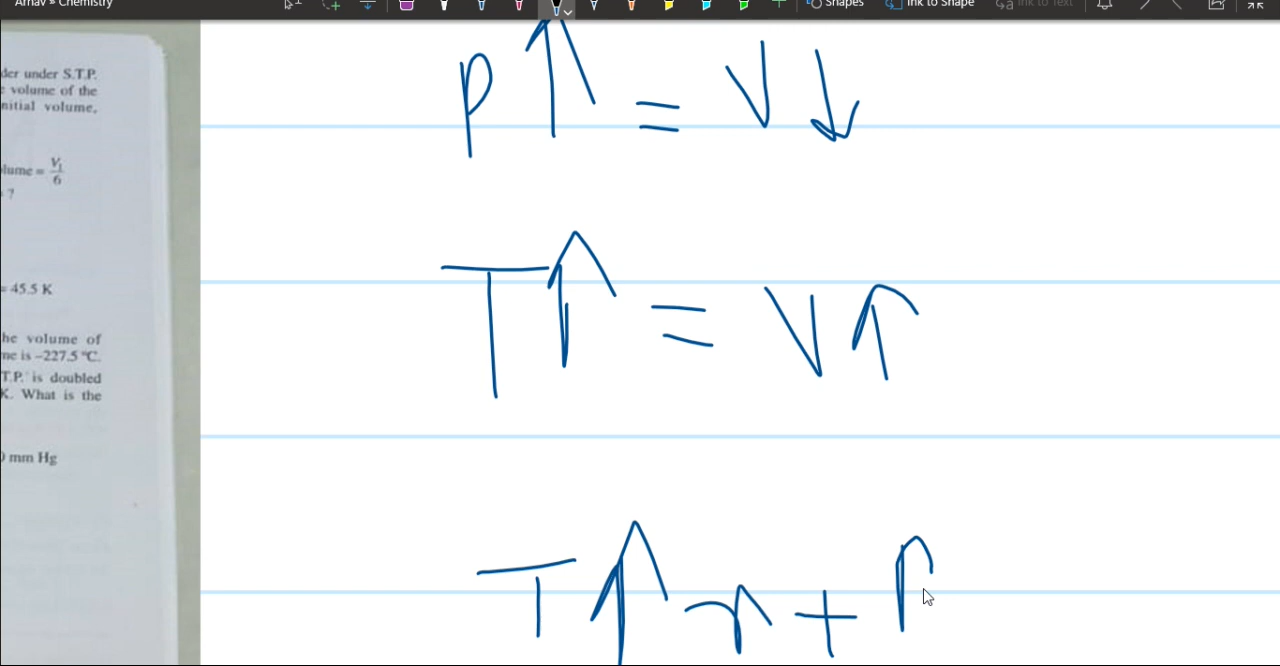 Arnav » Chemistry
Shapes
Ink to Shape
Ink to Text
der under S.T.P.
volume of the
nitial volume.
lume = V₁/6
?
= 45.5 K
he volume of
me is –227.5 °C.
T.P. is doubled
K. What is the
mm Hg
P↑ = V↓
T↑ = V↑
T↑ +